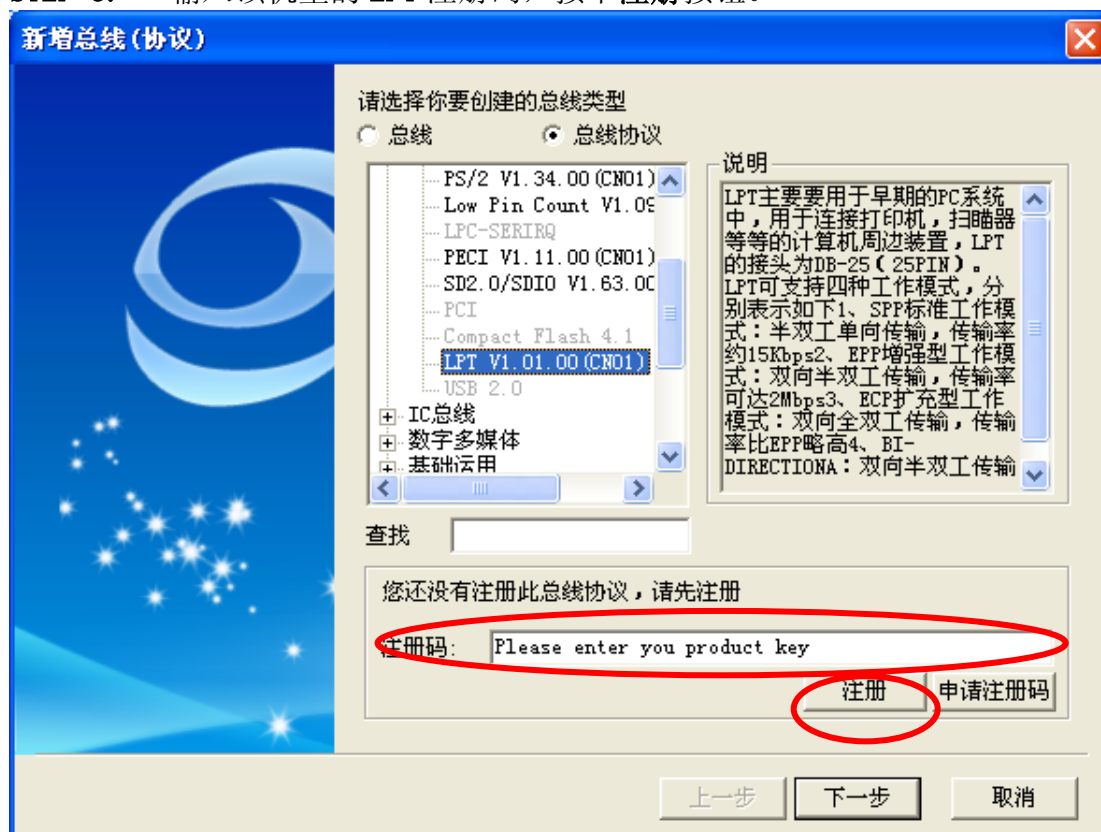 新增总线(协议)
请选择你要创建的总线类型
总线
总线协议
PS/2 V1.34.00(CN01)
Low Pin Count V1.09
LPC-SERIRQ
PECI V1.11.00(CN01)
SD2.0/SDIO V1.63.00
PCI
Compact Flash 4.1
LPT V1.01.00(CN01)
USB 2.0
IC总线
数字多媒体
基础运用
说明
LPT主要要用于早期的PC系统
中，用于连接打印机，扫瞄器
等等的计算机周边装置，LPT
的接头为DB-25(25PIN)。
LPT可支持四种工作模式，分
别表示如下1、SPP标准工作模
式：半双工单向传输，传输率
约15Kbps2、EPP增强型工作模
式：双向半双工传输，传输率
可达2Mbps3、ECP扩充型工作
模式：双向全双工传输，传输
率比EPP略高4、BI-
DIRECTIONA：双向半双工传输
查找
您还没有注册此总线协议，请先注册
注册码:
Please enter you product key
注册
申请注册码
上一步
下一步
取消